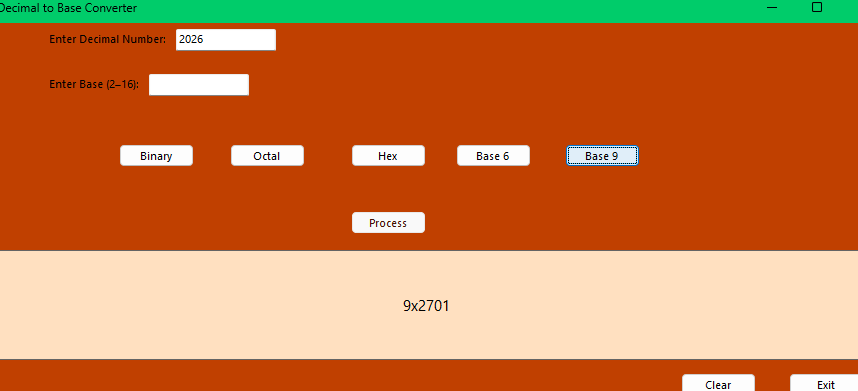 Decimal to Base Converter
Enter Decimal Number: 2026
Enter Base (2–16):
Binary Octal Hex Base 6 Base 9
Process
9x2701
Clear Exit